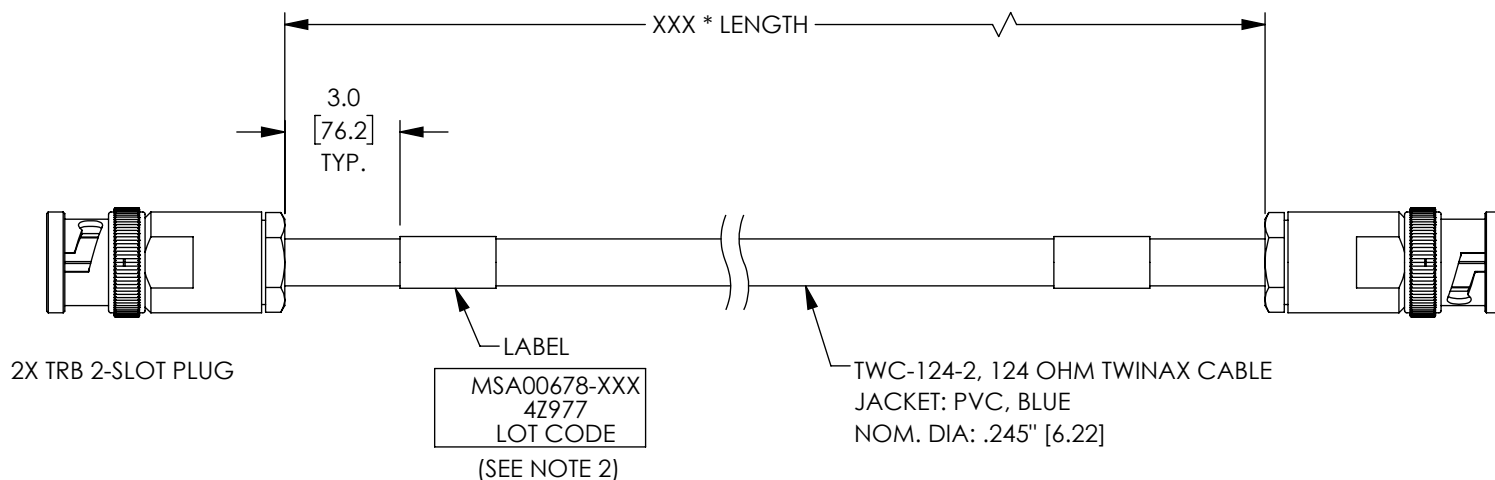 XXX * LENGTH
3.0
[76.2]
TYP.
2X TRB 2-SLOT PLUG
LABEL
MSA00678-XXX
4Z977
LOT CODE
(SEE NOTE 2)
TWC-124-2, 124 OHM TWINAX CABLE
JACKET: PVC, BLUE
NOM. DIA: .245" [6.22]